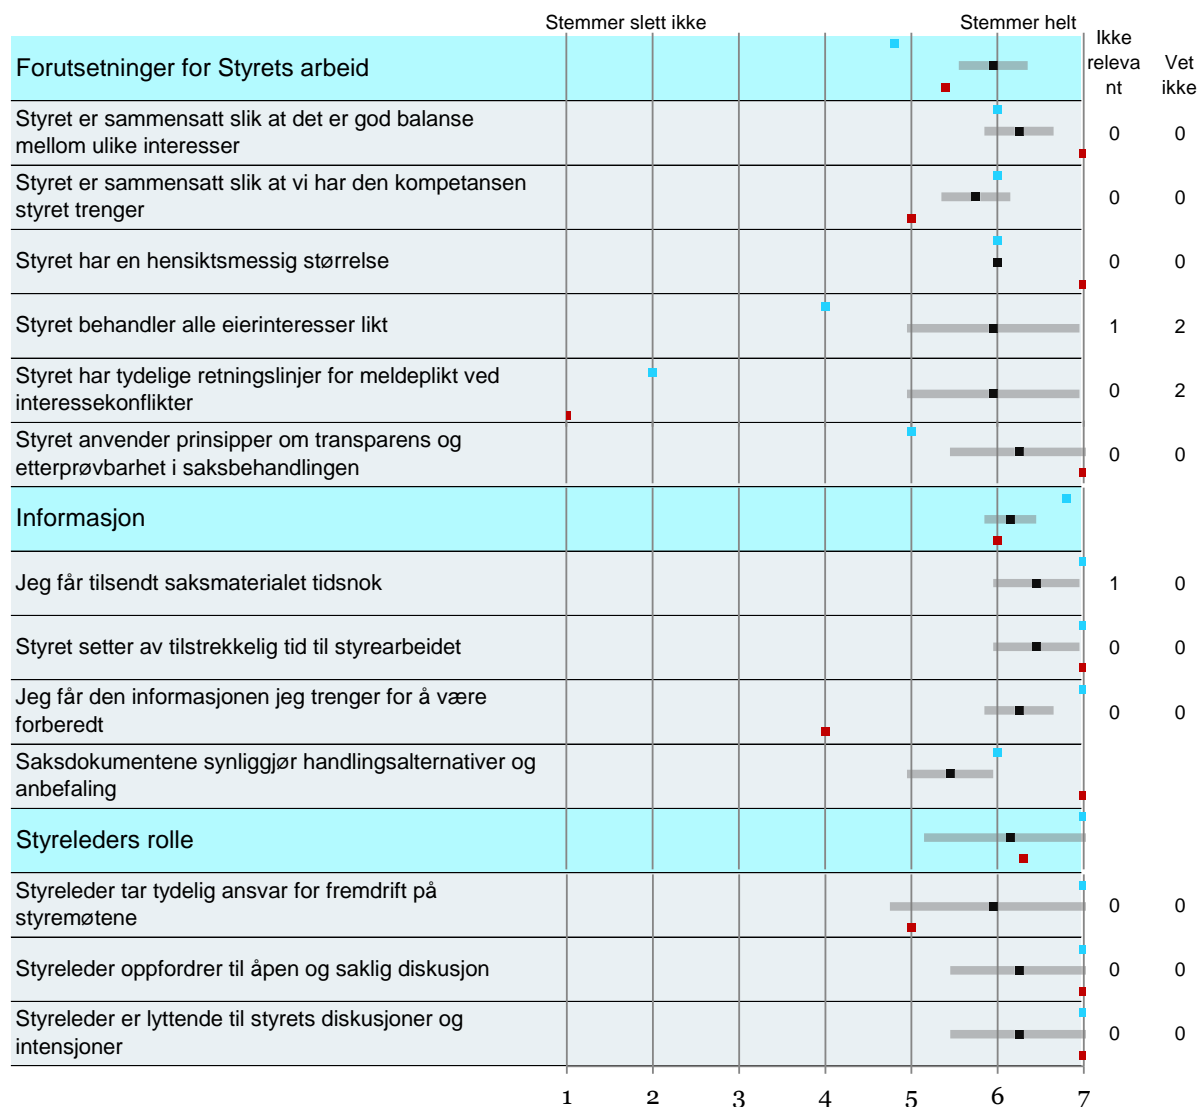 Stemmer slett ikke
Stemmer helt
Ikke
releva
nt
Vet
ikke
Forutsetninger for Styrets arbeid
Styret er sammensatt slik at det er god balanse
mellom ulike interesser
0 0
Styret er sammensatt slik at vi har den kompetansen
styret trenger
0 0
Styret har en hensiktsmessig størrelse
0 0
Styret behandler alle eierinteresser likt
1 2
Styret har tydelige retningslinjer for meldeplikt ved
interessekonflikter
0 2
Styret anvender prinsipper om transparens og
etterprøvbarhet i saksbehandlingen
0 0
Informasjon
Jeg får tilsendt saksmaterialet tidsnok
1 0
Styret setter av tilstrekkelig tid til styrearbeidet
0 0
Jeg får den informasjonen jeg trenger for å være
forberedt
0 0
Saksdokumentene synliggjør handlingsalternativer og
anbefaling
0 0
Styreleders rolle
Styreleder tar tydelig ansvar for fremdrift på
styremøtene
0 0
Styreleder oppfordrer til åpen og saklig diskusjon
0 0
Styreleder er lyttende til styrets diskusjoner og
intensjoner
0 0
1 2 3 4 5 6 7